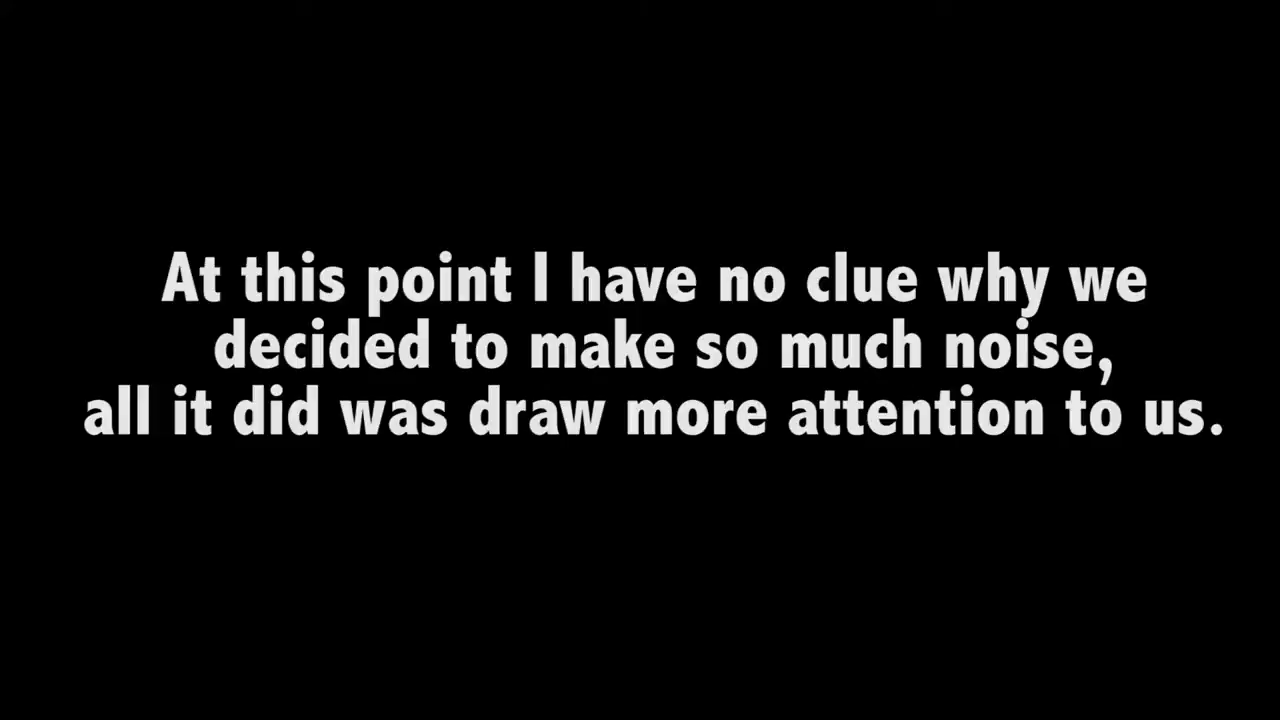 At this point I have no clue why we
decided to make so much noise,
all it did was draw more attention to us.